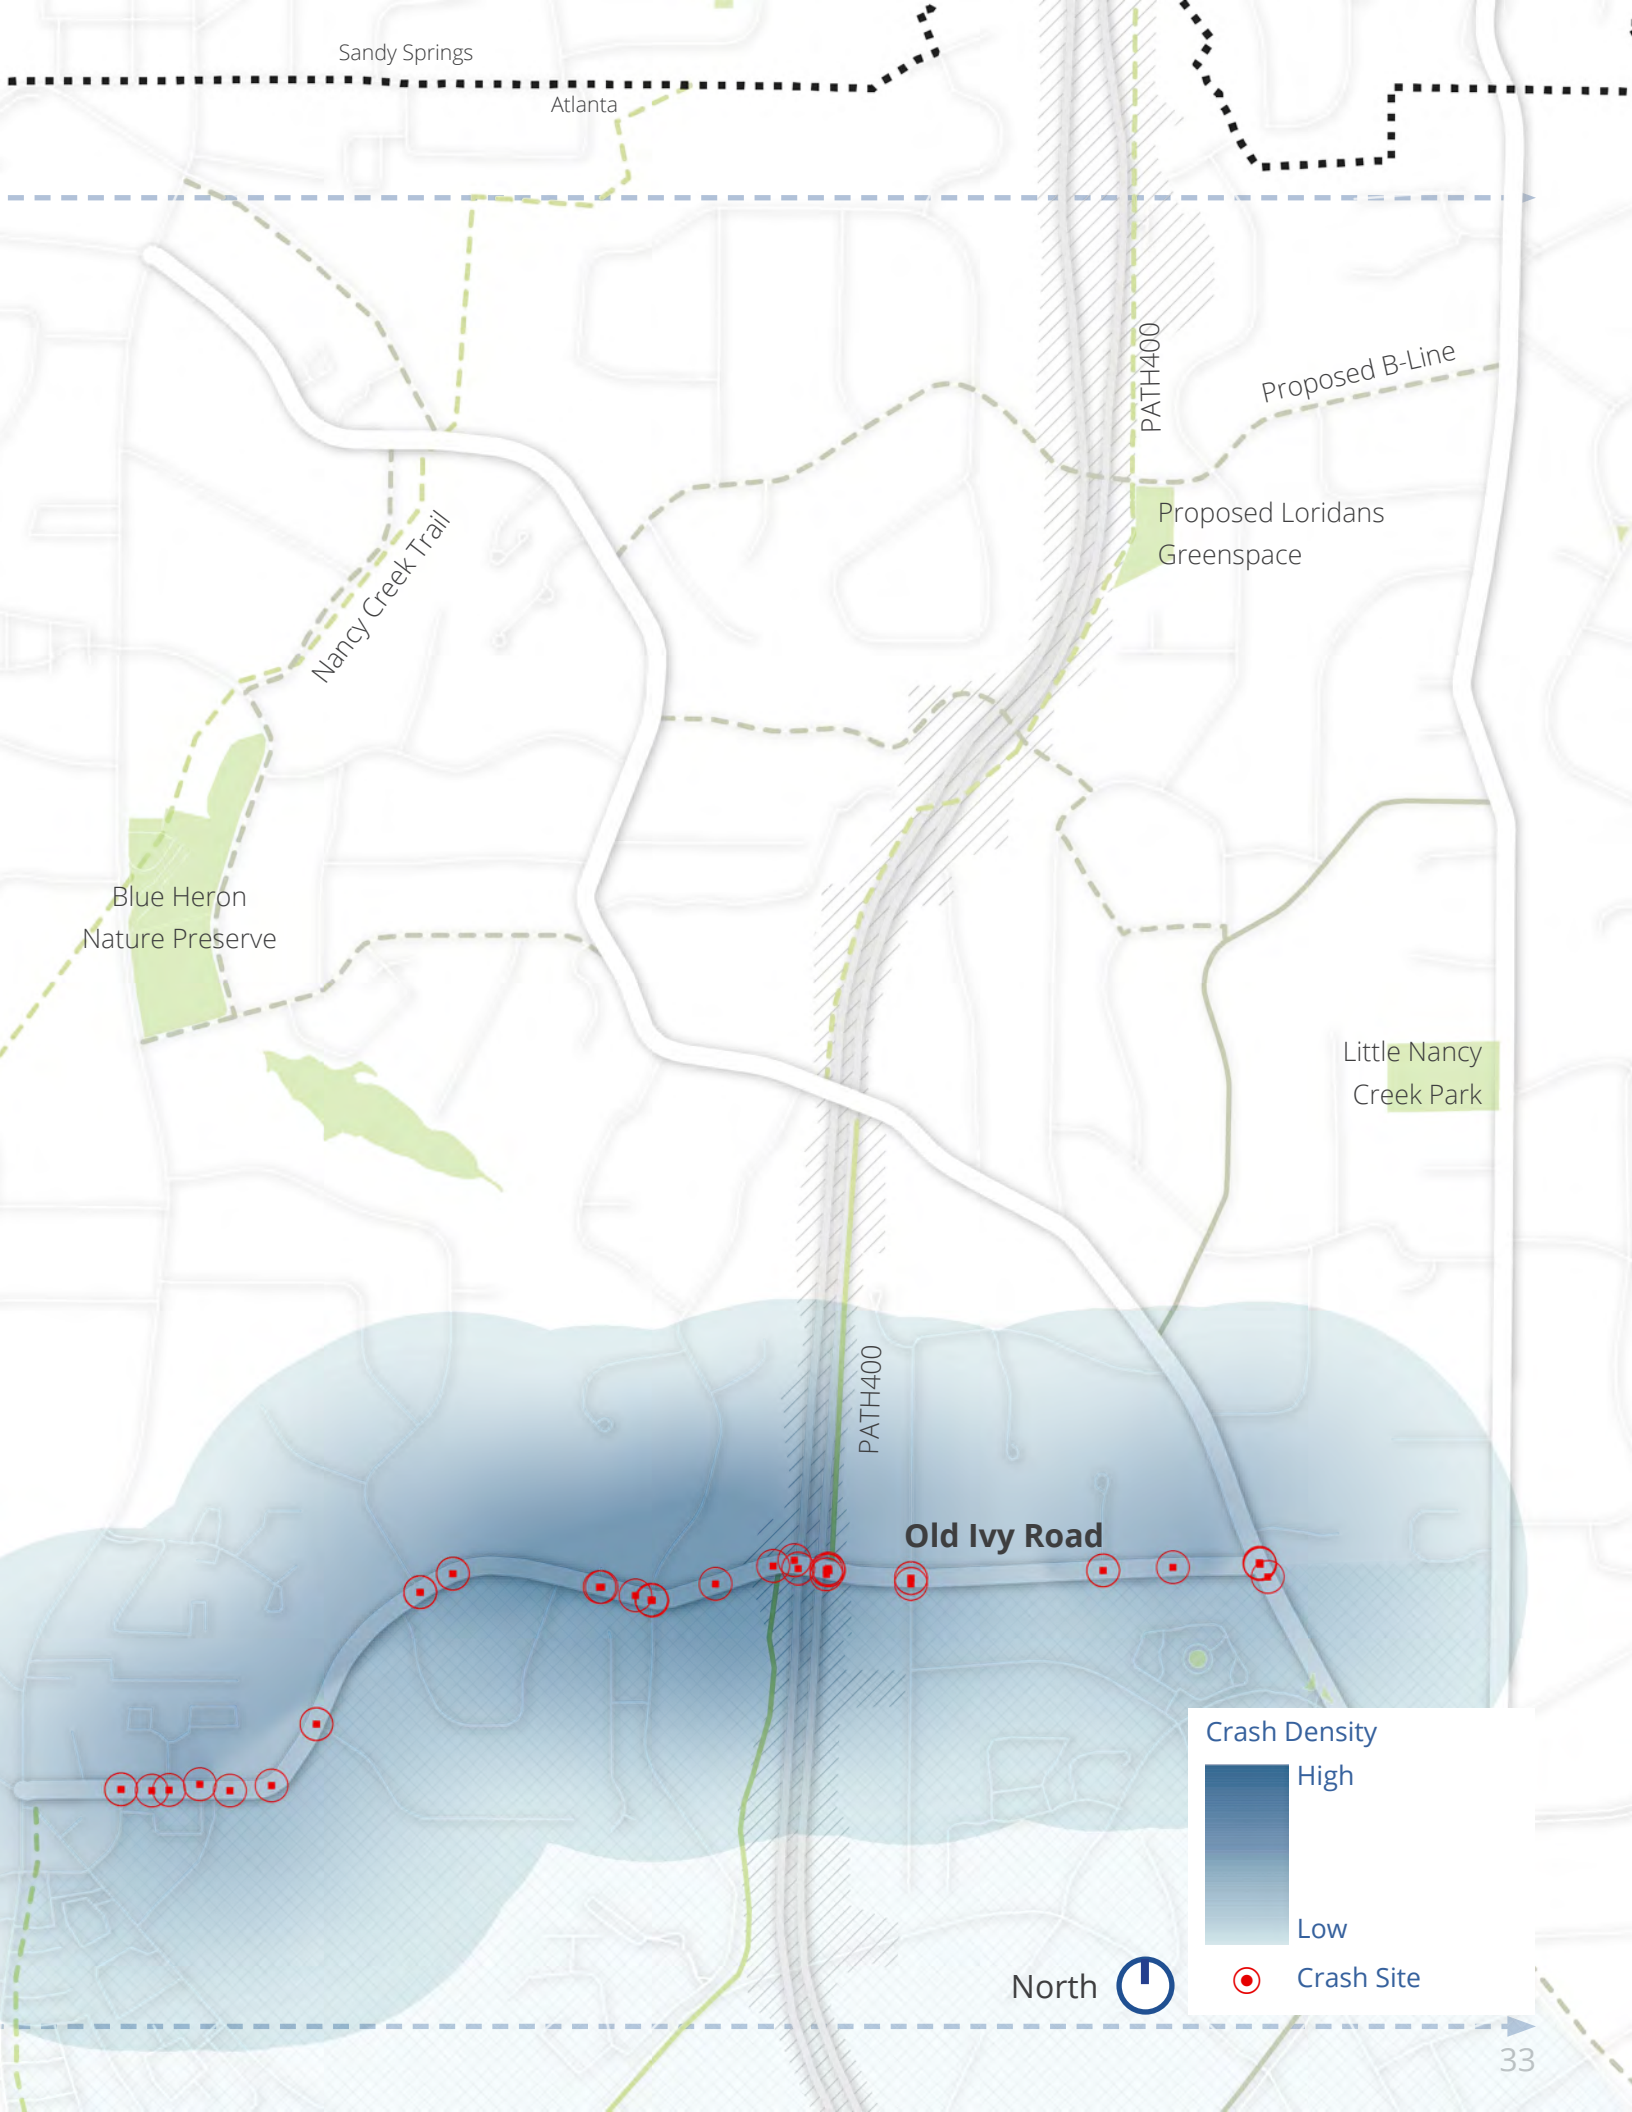 Sandy Springs
Atlanta
PATH400
Proposed B-Line
Proposed Loridans
Greenspace
Nancy Creek Trail
Blue Heron
Nature Preserve
Little Nancy
Creek Park
PATH400
Old Ivy Road
Crash Density
High
Low
Crash Site
North
33